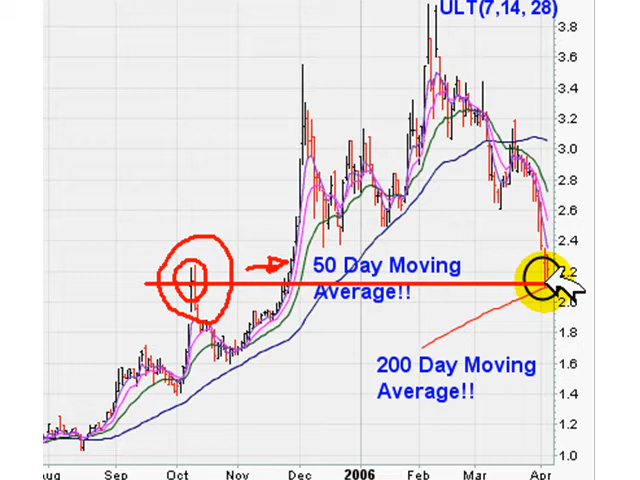 ULT(7,14, 28)
3.8
3.6
3.4
3.2
3.0
2.8
2.6
2.4
50 Day Moving
2.2
Average!!
2.0
1.8
200 Day Moving
1.6
Average!!
1.4
1.2
1.0
Sep Oct Nov Dec 2006 Feb Mar Apr